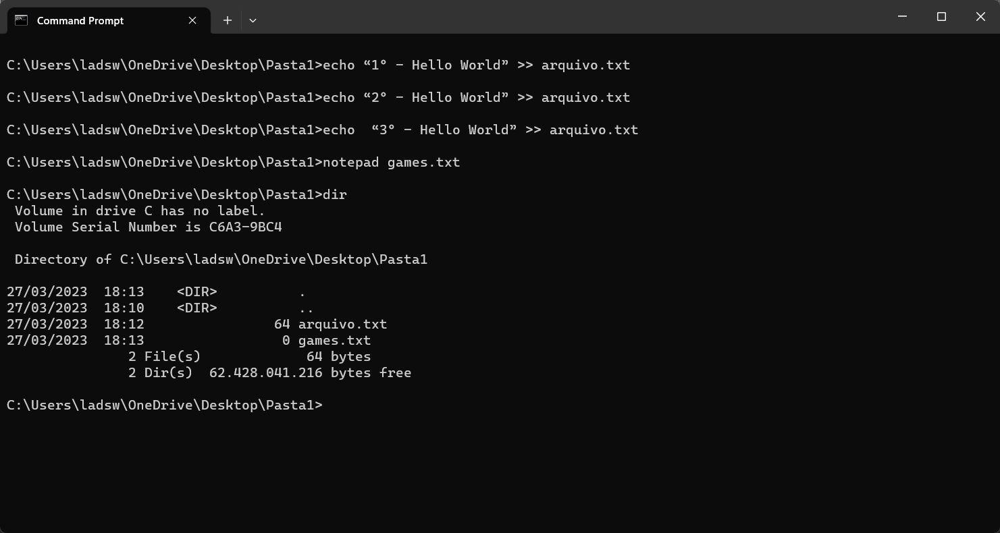 Command Prompt
C:\Users\ladsw\OneDrive\Desktop\Pasta1>echo “1° - Hello World” >> arquivo.txt
C:\Users\ladsw\OneDrive\Desktop\Pasta1>echo “2° - Hello World” >> arquivo.txt
C:\Users\ladsw\OneDrive\Desktop\Pasta1>echo  “3° - Hello World” >> arquivo.txt
C:\Users\ladsw\OneDrive\Desktop\Pasta1>notepad games.txt
C:\Users\ladsw\OneDrive\Desktop\Pasta1>dir
 Volume in drive C has no label.
 Volume Serial Number is C6A3-9BC4
 Directory of C:\Users\ladsw\OneDrive\Desktop\Pasta1
27/03/2023  18:13    <DIR>          .
27/03/2023  18:10    <DIR>          ..
27/03/2023  18:12                64 arquivo.txt
27/03/2023  18:13                 0 games.txt
               2 File(s)             64 bytes
               2 Dir(s)  62.428.041.216 bytes free
C:\Users\ladsw\OneDrive\Desktop\Pasta1>